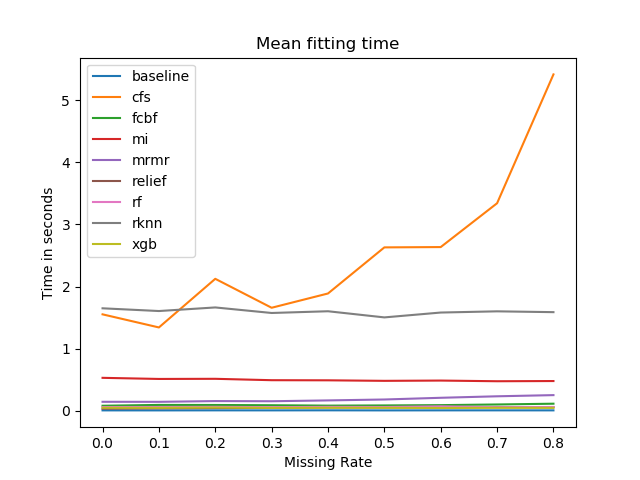 Mean fitting time
baseline
cfs
fcbf
mi
mrmr
relief
rf
rknn
xgb
Time in seconds
5
4
3
2
1
0
0.0 0.1 0.2 0.3 0.4 0.5 0.6 0.7 0.8
Missing Rate